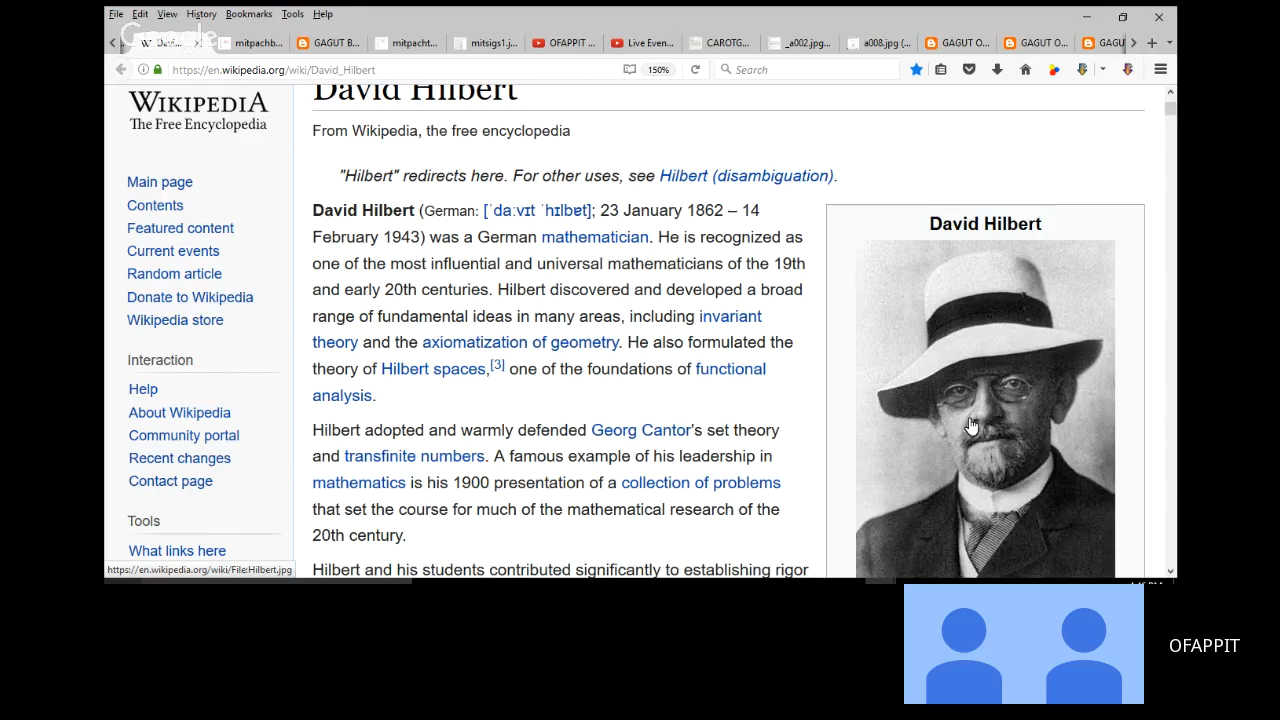 File Edit View History Bookmarks Tools Help
Google
mitpachb... GAGUT B... mitpacht... mitsigs1.j... OFAPPIT ... Live Even... CAROTG... _a002.jpg... a008.jpg (... GAGUT O... GAGUT O... GAGU
https://en.wikipedia.org/wiki/David_Hilbert 150% Search
WIKIPEDIA
The Free Encyclopedia
Main page
Contents
Featured content
Current events
Random article
Donate to Wikipedia
Wikipedia store
Interaction
Help
About Wikipedia
Community portal
Recent changes
Contact page
Tools
What links here
https://en.wikipedia.org/wiki/File:Hilbert.jpg
David Hilbert
From Wikipedia, the free encyclopedia
"Hilbert" redirects here. For other uses, see Hilbert (disambiguation).
David Hilbert (German: [ˈdaːvɪt ˈhɪlbɐt]; 23 January 1862 – 14
February 1943) was a German mathematician. He is recognized as
one of the most influential and universal mathematicians of the 19th
and early 20th centuries. Hilbert discovered and developed a broad
range of fundamental ideas in many areas, including invariant
theory and the axiomatization of geometry. He also formulated the
theory of Hilbert spaces,[3] one of the foundations of functional
analysis.
Hilbert adopted and warmly defended Georg Cantor's set theory
and transfinite numbers. A famous example of his leadership in
mathematics is his 1900 presentation of a collection of problems
that set the course for much of the mathematical research of the
20th century.
Hilbert and his students contributed significantly to establishing rigor
David Hilbert
OFAPPIT